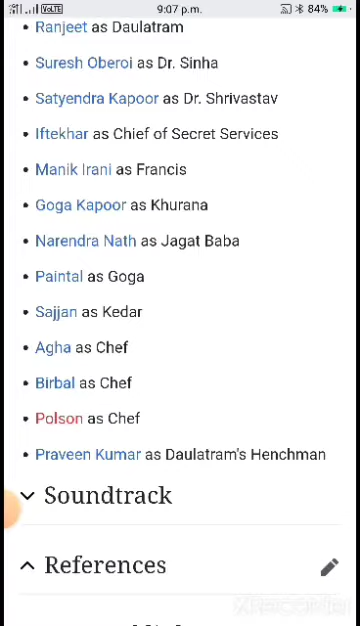 VoLTE 9:07 p.m. 84%
Ranjeet as Daulatram
Suresh Oberoi as Dr. Sinha
Satyendra Kapoor as Dr. Shrivastav
Iftekhar as Chief of Secret Services
Manik Irani as Francis
Goga Kapoor as Khurana
Narendra Nath as Jagat Baba
Paintal as Goga
Sajjan as Kedar
Agha as Chef
Birbal as Chef
Polson as Chef
Praveen Kumar as Daulatram's Henchman
Soundtrack
References